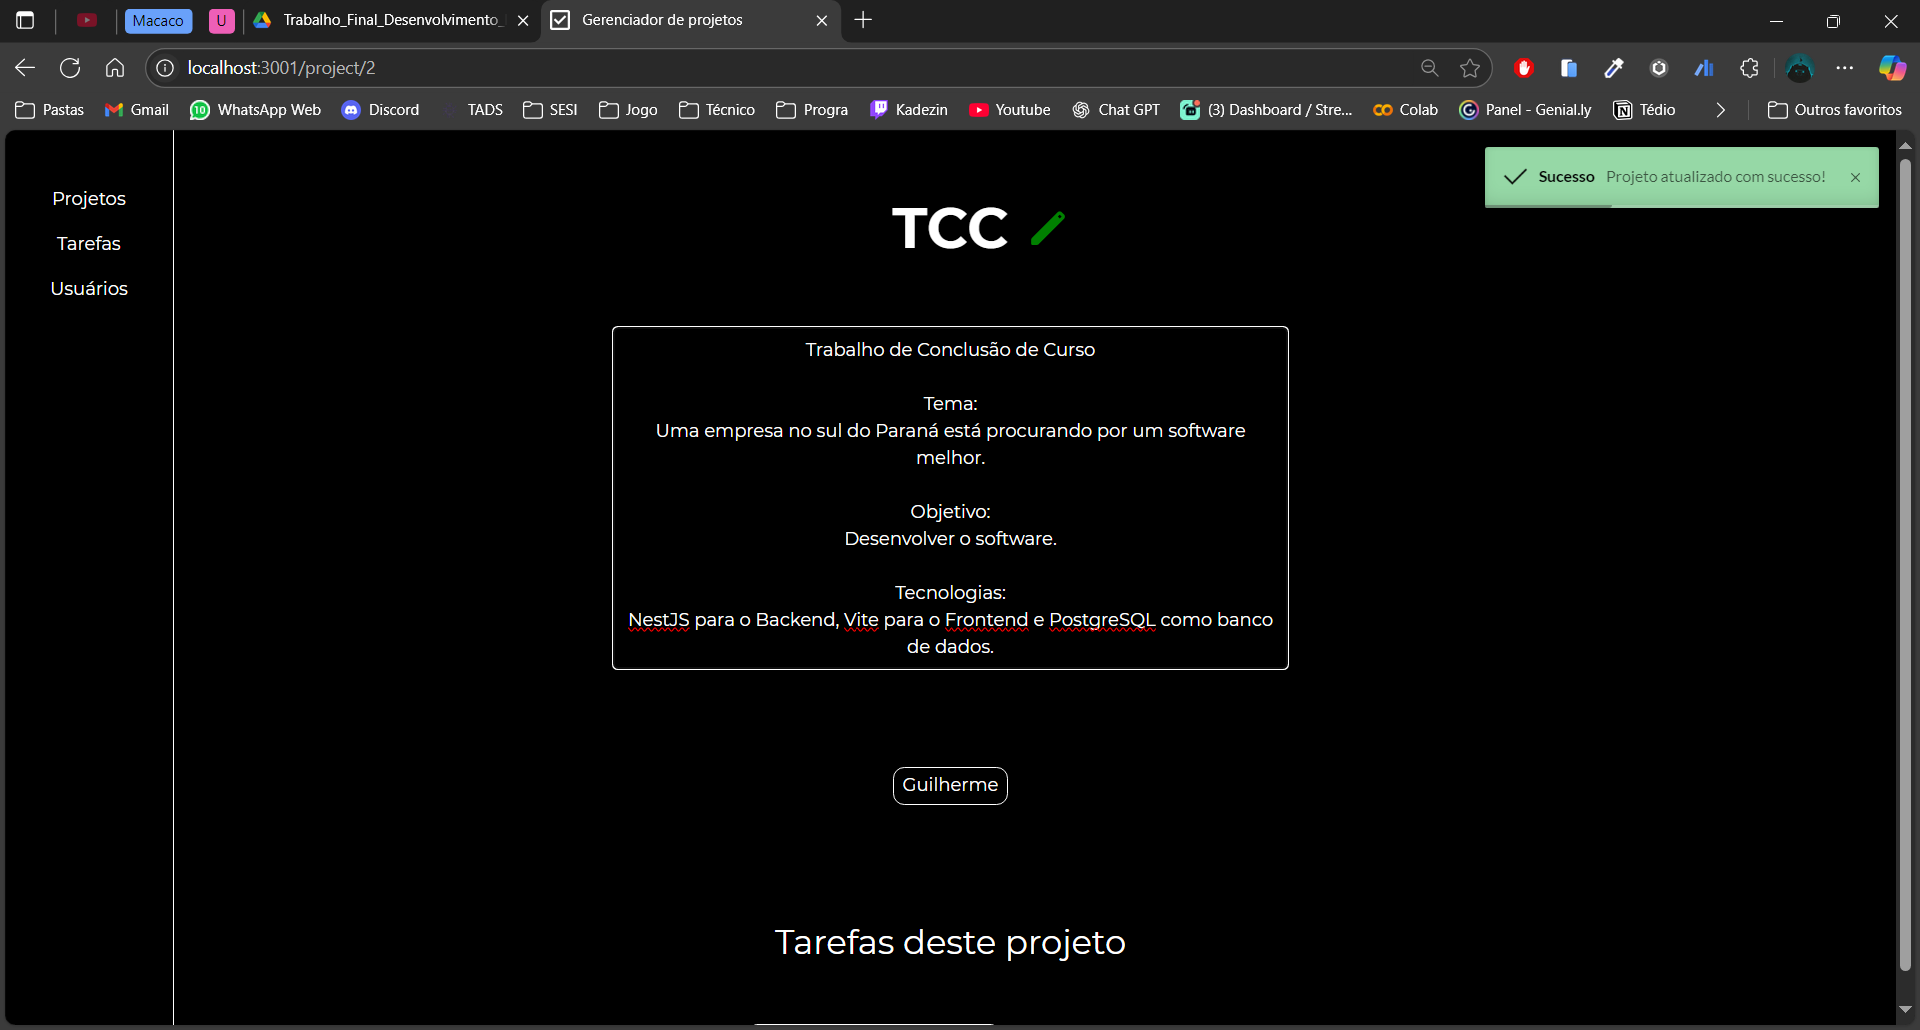 Macaco
U
Trabalho_Final_Desenvolvimento_
Gerenciador de projetos
localhost:3001/project/2
Pastas
Gmail
10
WhatsApp Web
Discord
TADS
SESI
Jogo
Técnico
Progra
Kadezin
Youtube
Chat GPT
(3) Dashboard / Stre...
Colab
Panel - Genial.ly
Tédio
Outros favoritos
Projetos
Tarefas
Usuários
Sucesso Projeto atualizado com sucesso!
TCC
Trabalho de Conclusão de Curso
Tema:
Uma empresa no sul do Paraná está procurando por um software
melhor.
Objetivo:
Desenvolver o software.
Tecnologias:
NestJS para o Backend, Vite para o Frontend e PostgreSQL como banco
de dados.
Guilherme
Tarefas deste projeto